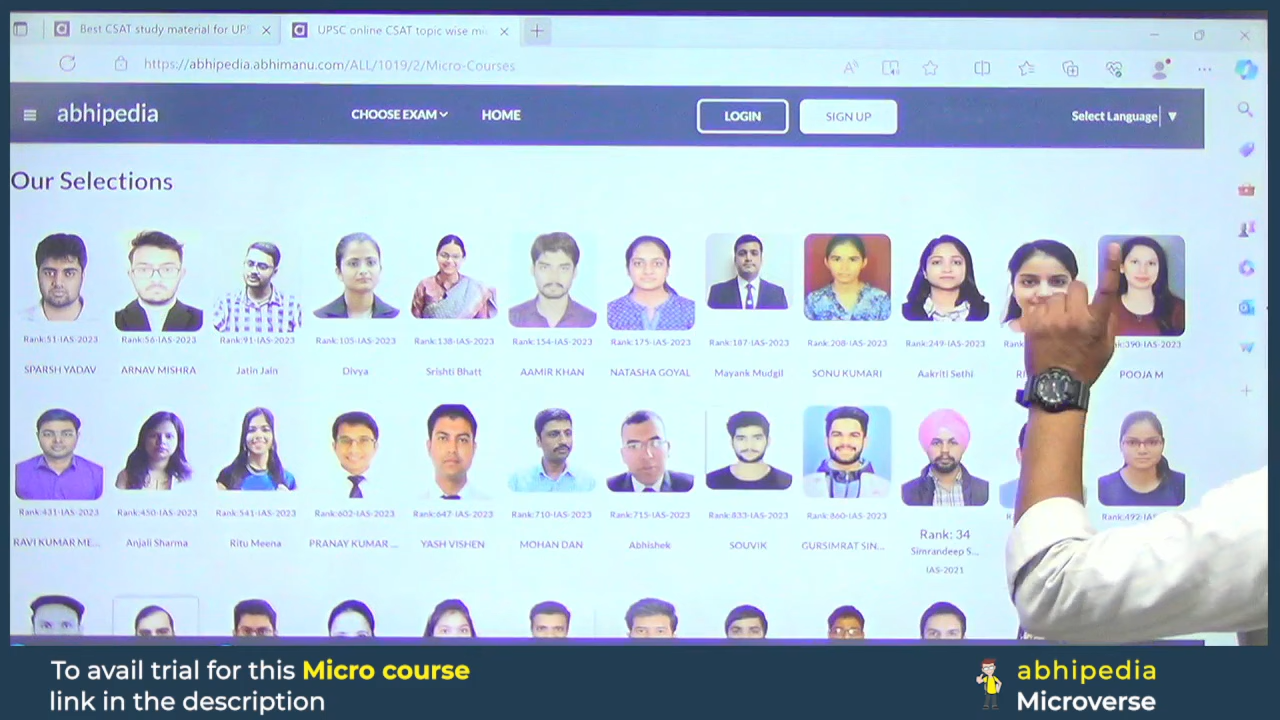 Best CSAT study material for UP
UPSC online CSAT topic wise mi
https://abhipedia.abhimanu.com/ALL/1019/2/Micro-Courses
abhipedia
CHOOSE EXAM
HOME
LOGIN
SIGN UP
Select Language
Our Selections
Rank:51-IAS-2023 Rank:56-IAS-2023 Rank:91-IAS-2023 Rank:105-IAS-2023 Rank:138-IAS-2023 Rank:154-IAS-2023 Rank:175-IAS-2023 Rank:187-IAS-2023 Rank:208-IAS-2023 Rank:249-IAS-2023 :390-IAS-2023
SPARSH YADAV ARNAV MISHRA Jatin Jain Divya Srishti Bhatt AAMIR KHAN NATASHA GOYAL Mayank Mudgil SONU KUMARI Aakriti Sethi POOJA M
Rank:431-IAS-2023 Rank:450-IAS-2023 Rank:541-IAS-2023 Rank:602-IAS-2023 Rank:647-IAS-2023 Rank:710-IAS-2023 Rank:715-IAS-2023 Rank:833-IAS-2023 Rank:860-IAS-2023 Rank: 34 Rank:492-IAS-
RAVI KUMAR ME... Anjali Sharma Ritu Meena PRANAY KUMAR ... YASH VISHEN MOHAN DAN Abhishek SOUVIK GURSIMRAT SIN... Simrandeep S...
IAS-2021
To avail trial for this Micro course
link in the description
abhipedia
Microverse